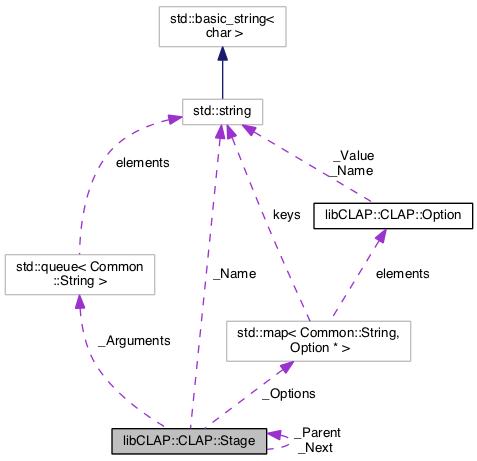 std::basic_string<
char >
std::string
elements
_Value
_Name
keys
libCLAP::CLAP::Option
std::queue< Common
::String >
_Name
elements
std::map< Common::String,
Option * >
_Arguments
_Options
libCLAP::CLAP::Stage
_Parent
_Next